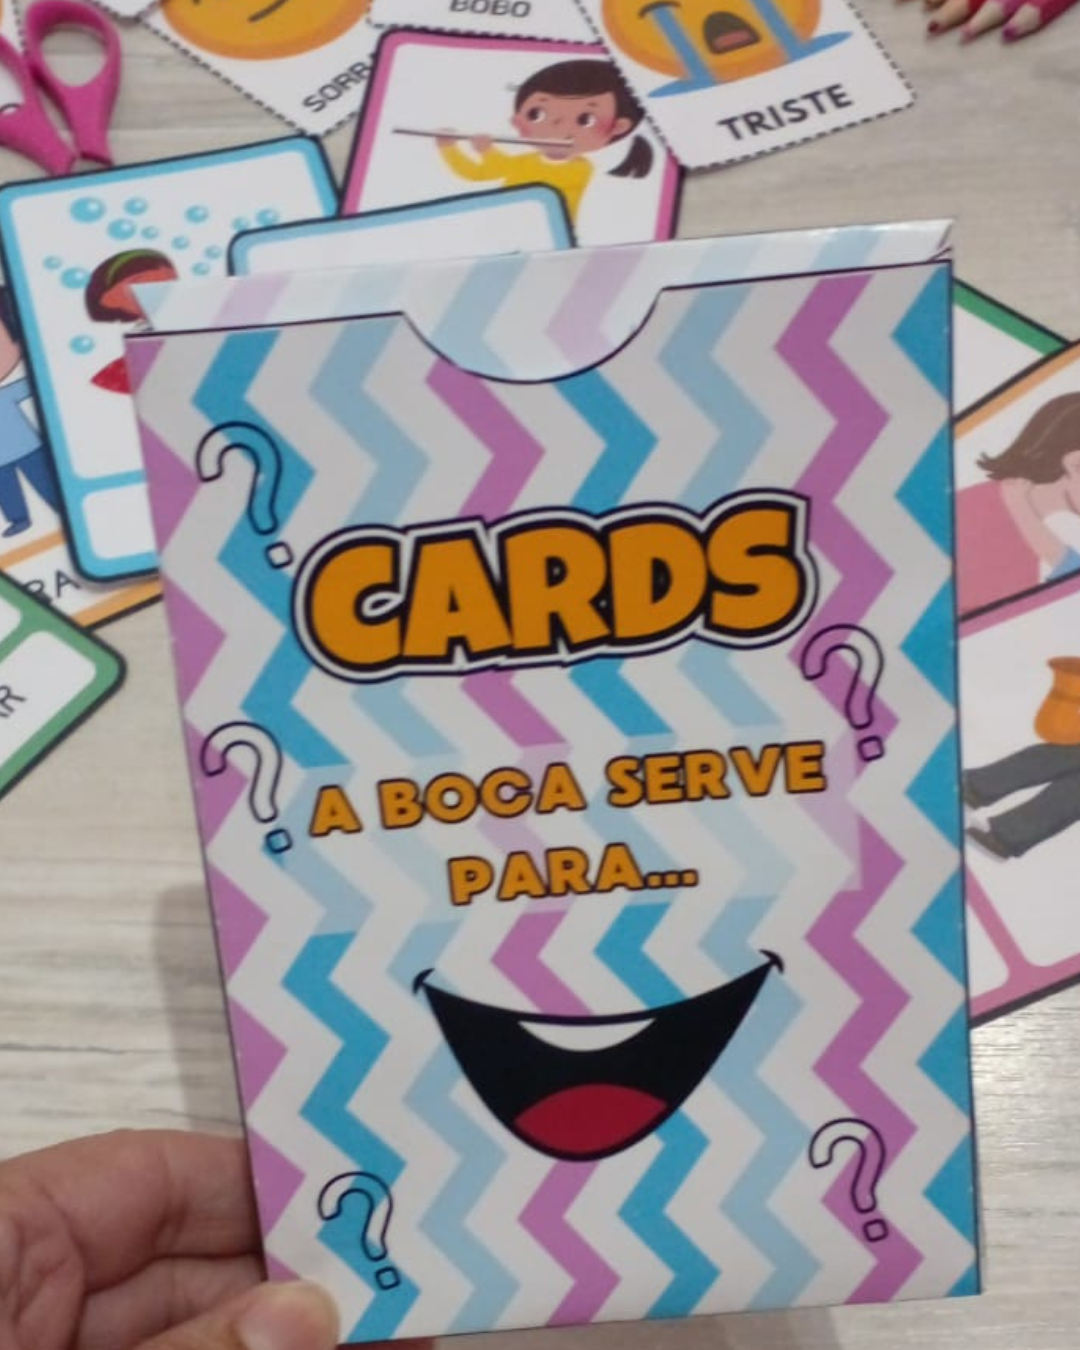 BOBO
TRISTE
CARDS
A BOCA SERVE
PARA...